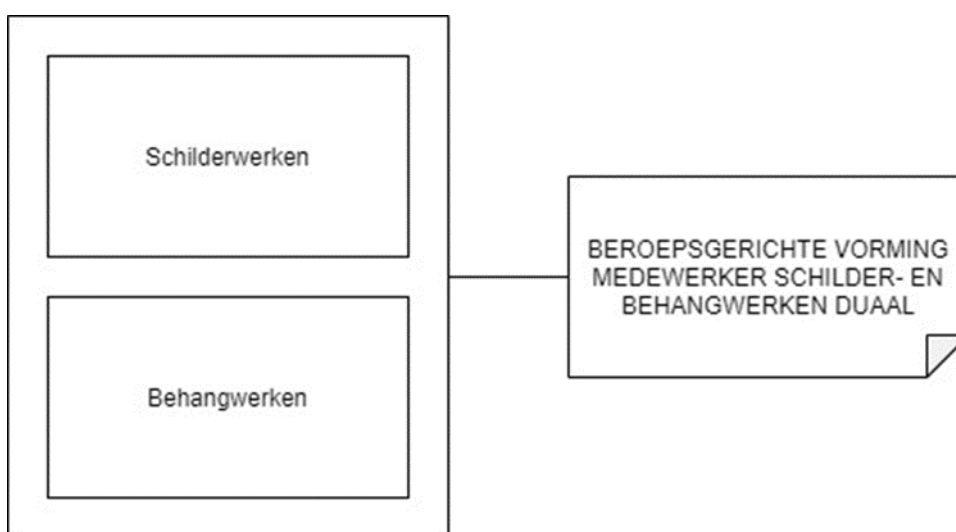 Schilderwerken
Behangwerken
BEROEPSGERICHTE VORMING
MEDEWERKER SCHILDER- EN
BEHANGWERKEN DUAAL